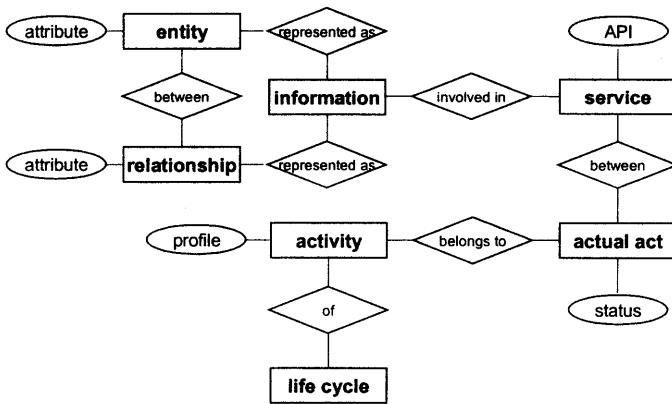 attribute
entity
represented as
API
between
information
involved in
service
attribute
relationship
represented as
between
profile
activity
belongs to
actual act
of
status
life cycle